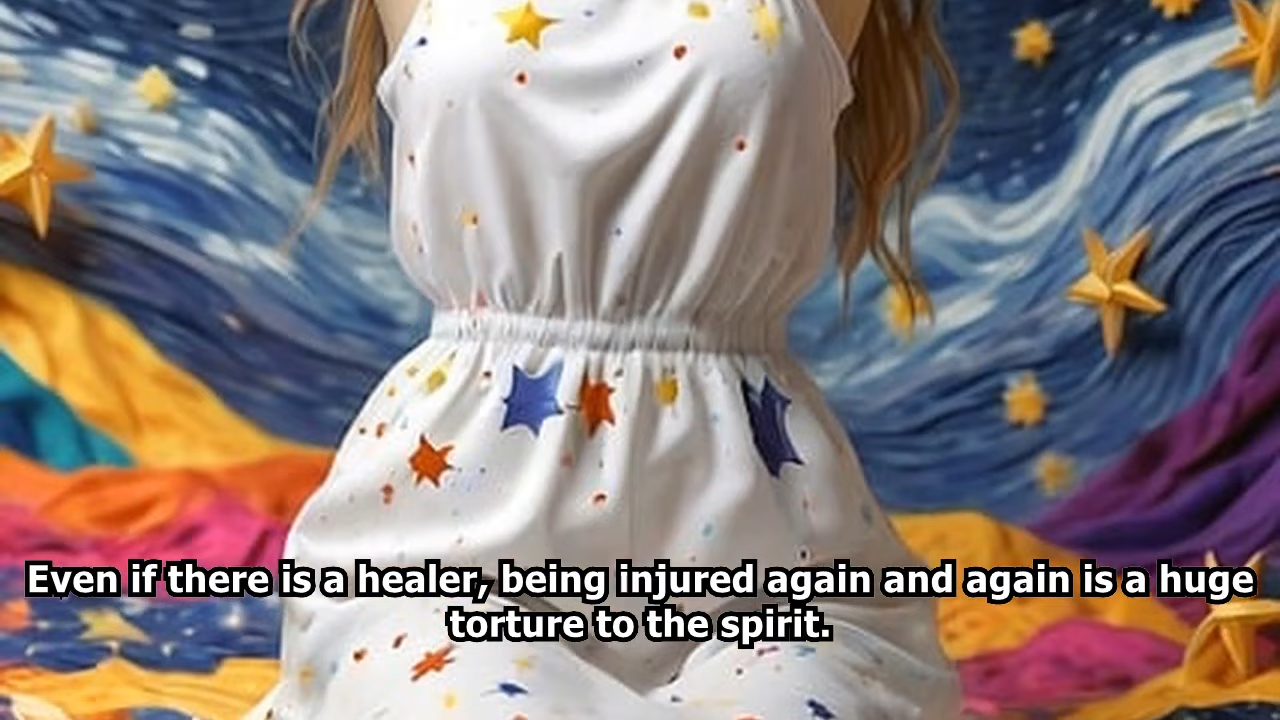 Even if there is a healer, being injured again and again is a huge
torture to the spirit.